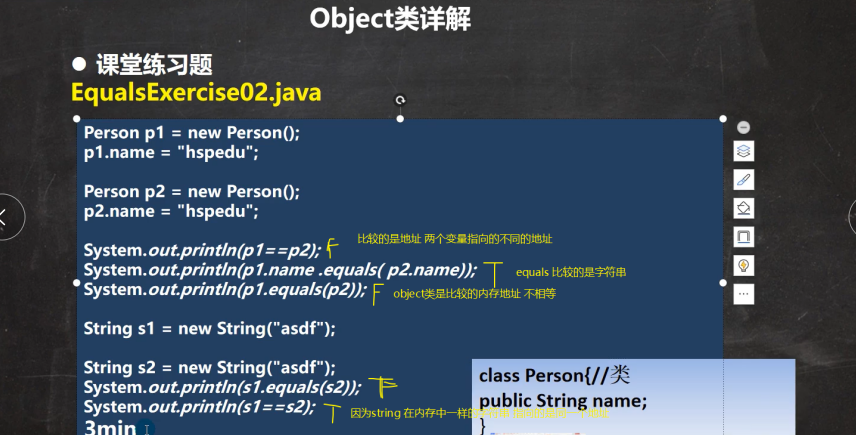 Object类详解
● 课堂练习题
EqualsExercise02.java
Person p1 = new Person();
p1.name = "hspedu";
Person p2 = new Person();
p2.name = "hspedu";
System.out.println(p1==p2); F 比较的是地址 两个变量指向的不同的地址
System.out.println(p1.name .equals( p2.name)); T equals 比较的是字符串
System.out.println(p1.equals(p2)); F object类是比较的内存地址 不相等
String s1 = new String("asdf");
String s2 = new String("asdf");
System.out.println(s1.equals(s2));
System.out.println(s1==s2); T 因为string 在内存中一样的
3min
class Person{//类
public String name;
}